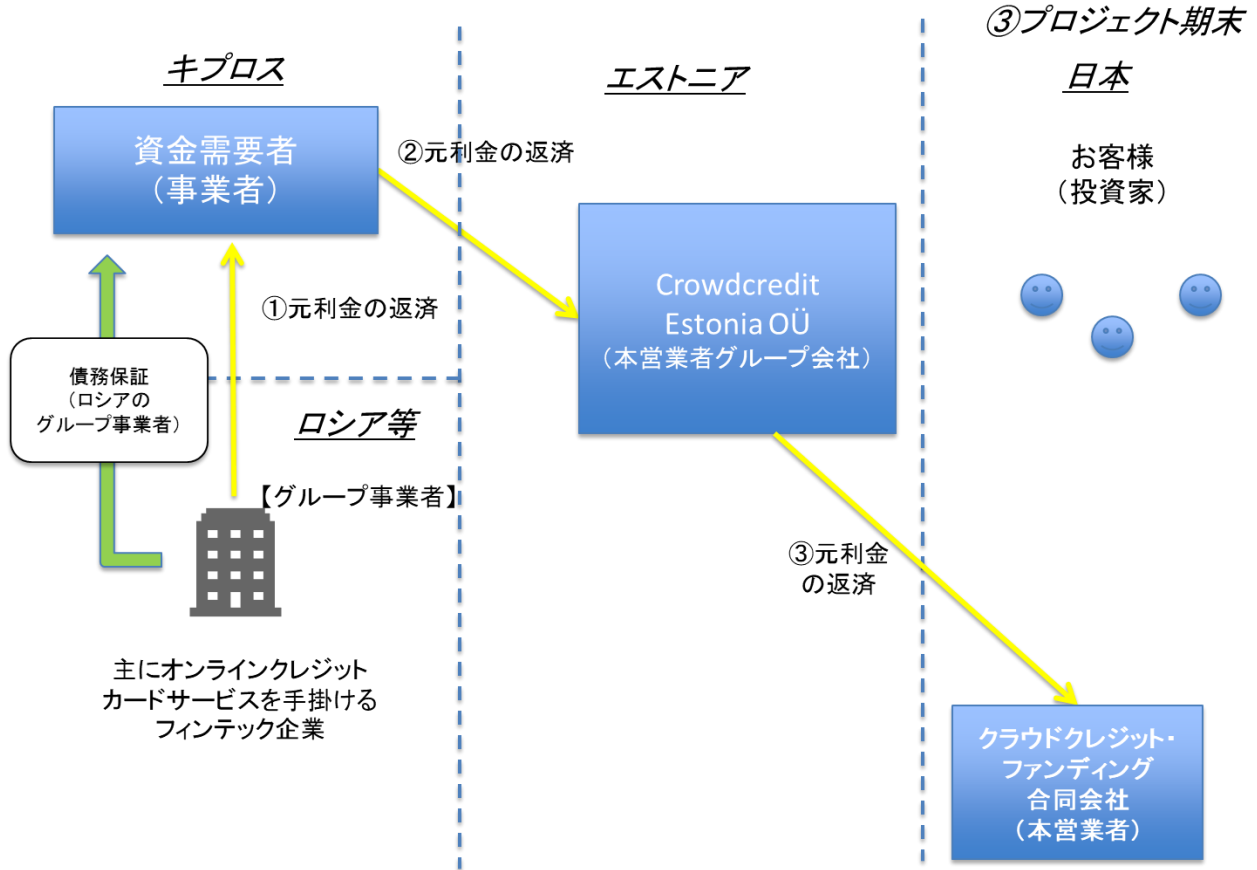 ③プロジェクト期末
キプロス
エストニア
日本
資金需要者
（事業者）
②元利金の返済
お客様
（投資家）
Crowdcredit
Estonia OÜ
（本営業者グループ会社）
①元利金の返済
債務保証
（ロシアの
グループ事業者）
ロシア等
【グループ事業者】
③元利金
の返済
主にオンラインクレジット
カードサービスを手掛ける
フィンテック企業
クラウドクレジット・
ファンディング
合同会社
（本営業者）